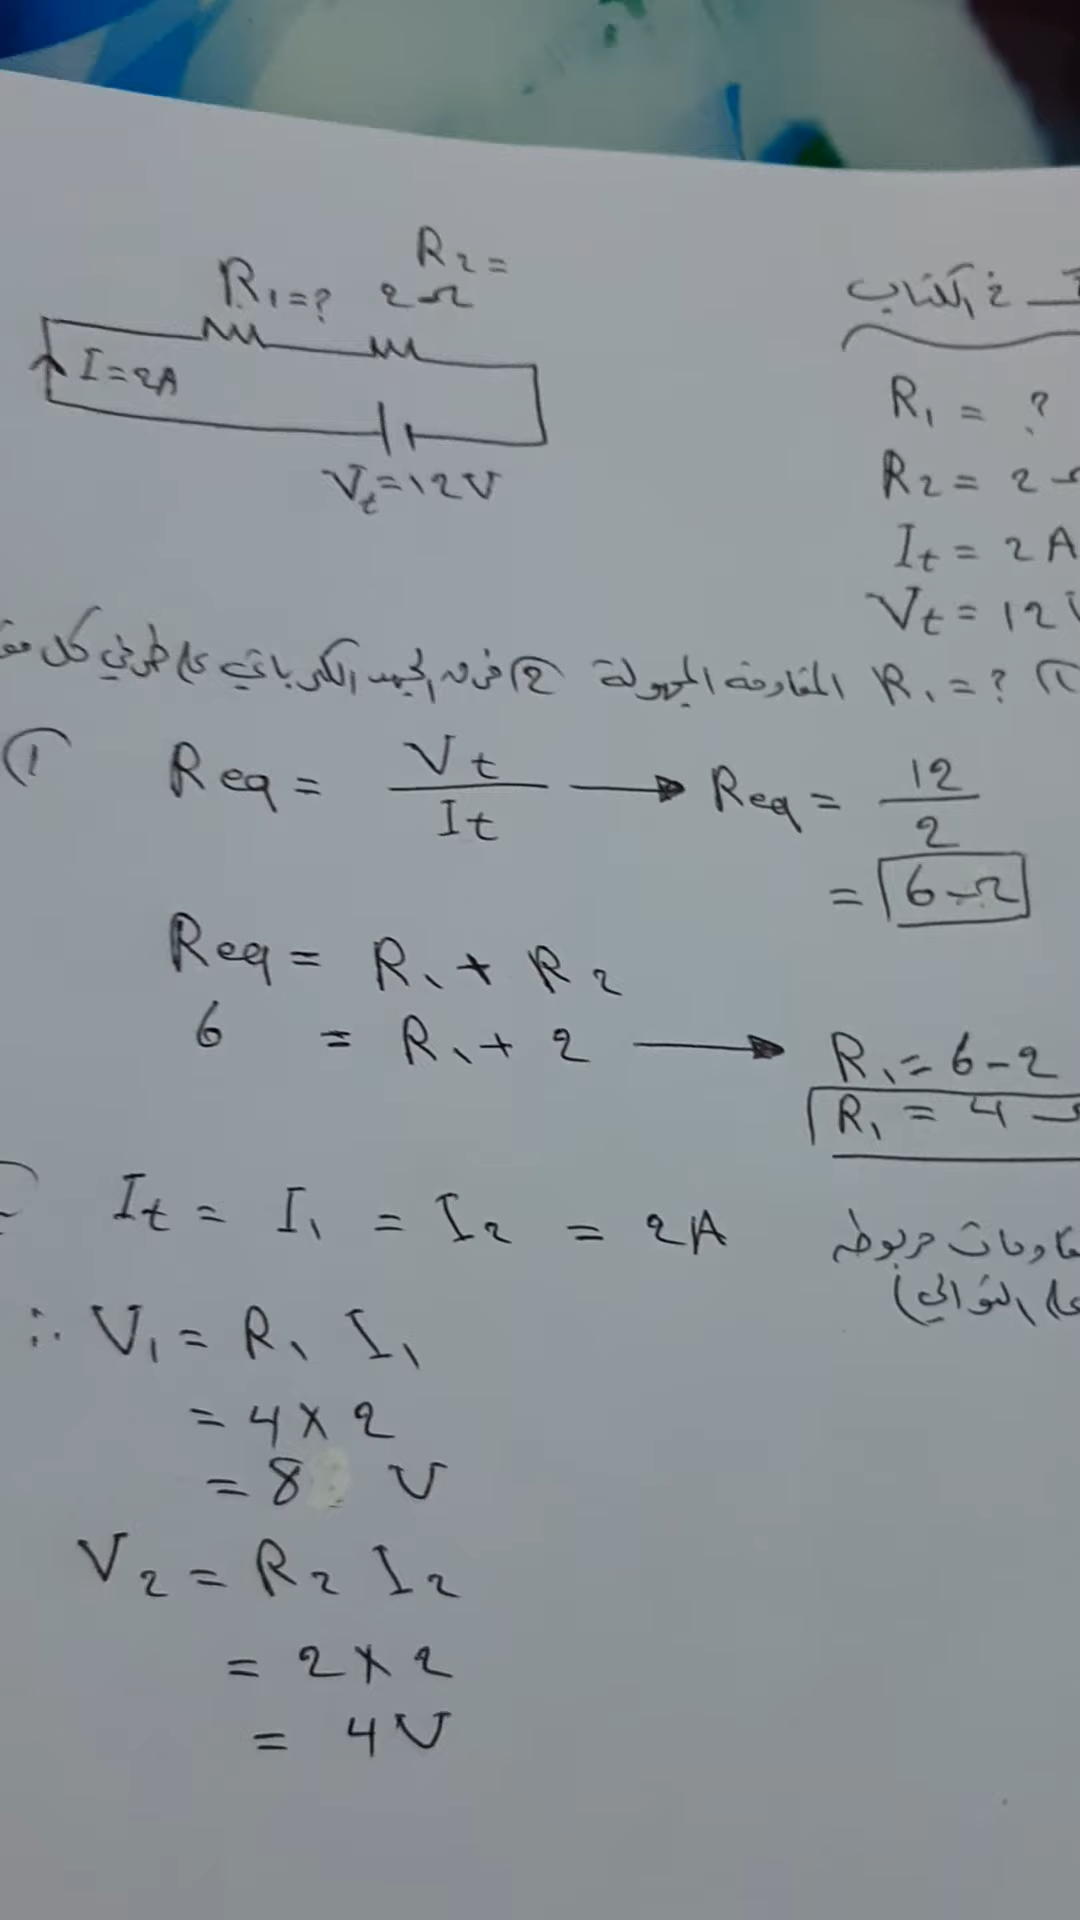 R₁=? R₂= 2Ω
I=2A
Vt=12V
في الكتاب
R₁ = ?
R₂ = 2
It = 2A
Vt = 12
R₁ = ? المقاومة المجهولة ② فرق الجهد الكهربائي على طرفي كل
① Req = Vt/It → Req = 12/2
= 6Ω
Req = R₁ + R₂
6 = R₁ + 2 → R₁ = 6-2
R₁ = 4
It = I₁ = I₂ = 2A
مربوطة
التوالي)
∴ V₁ = R₁ I₁
= 4 × 2
= 8 V
V₂ = R₂ I₂
= 2 × 2
= 4V